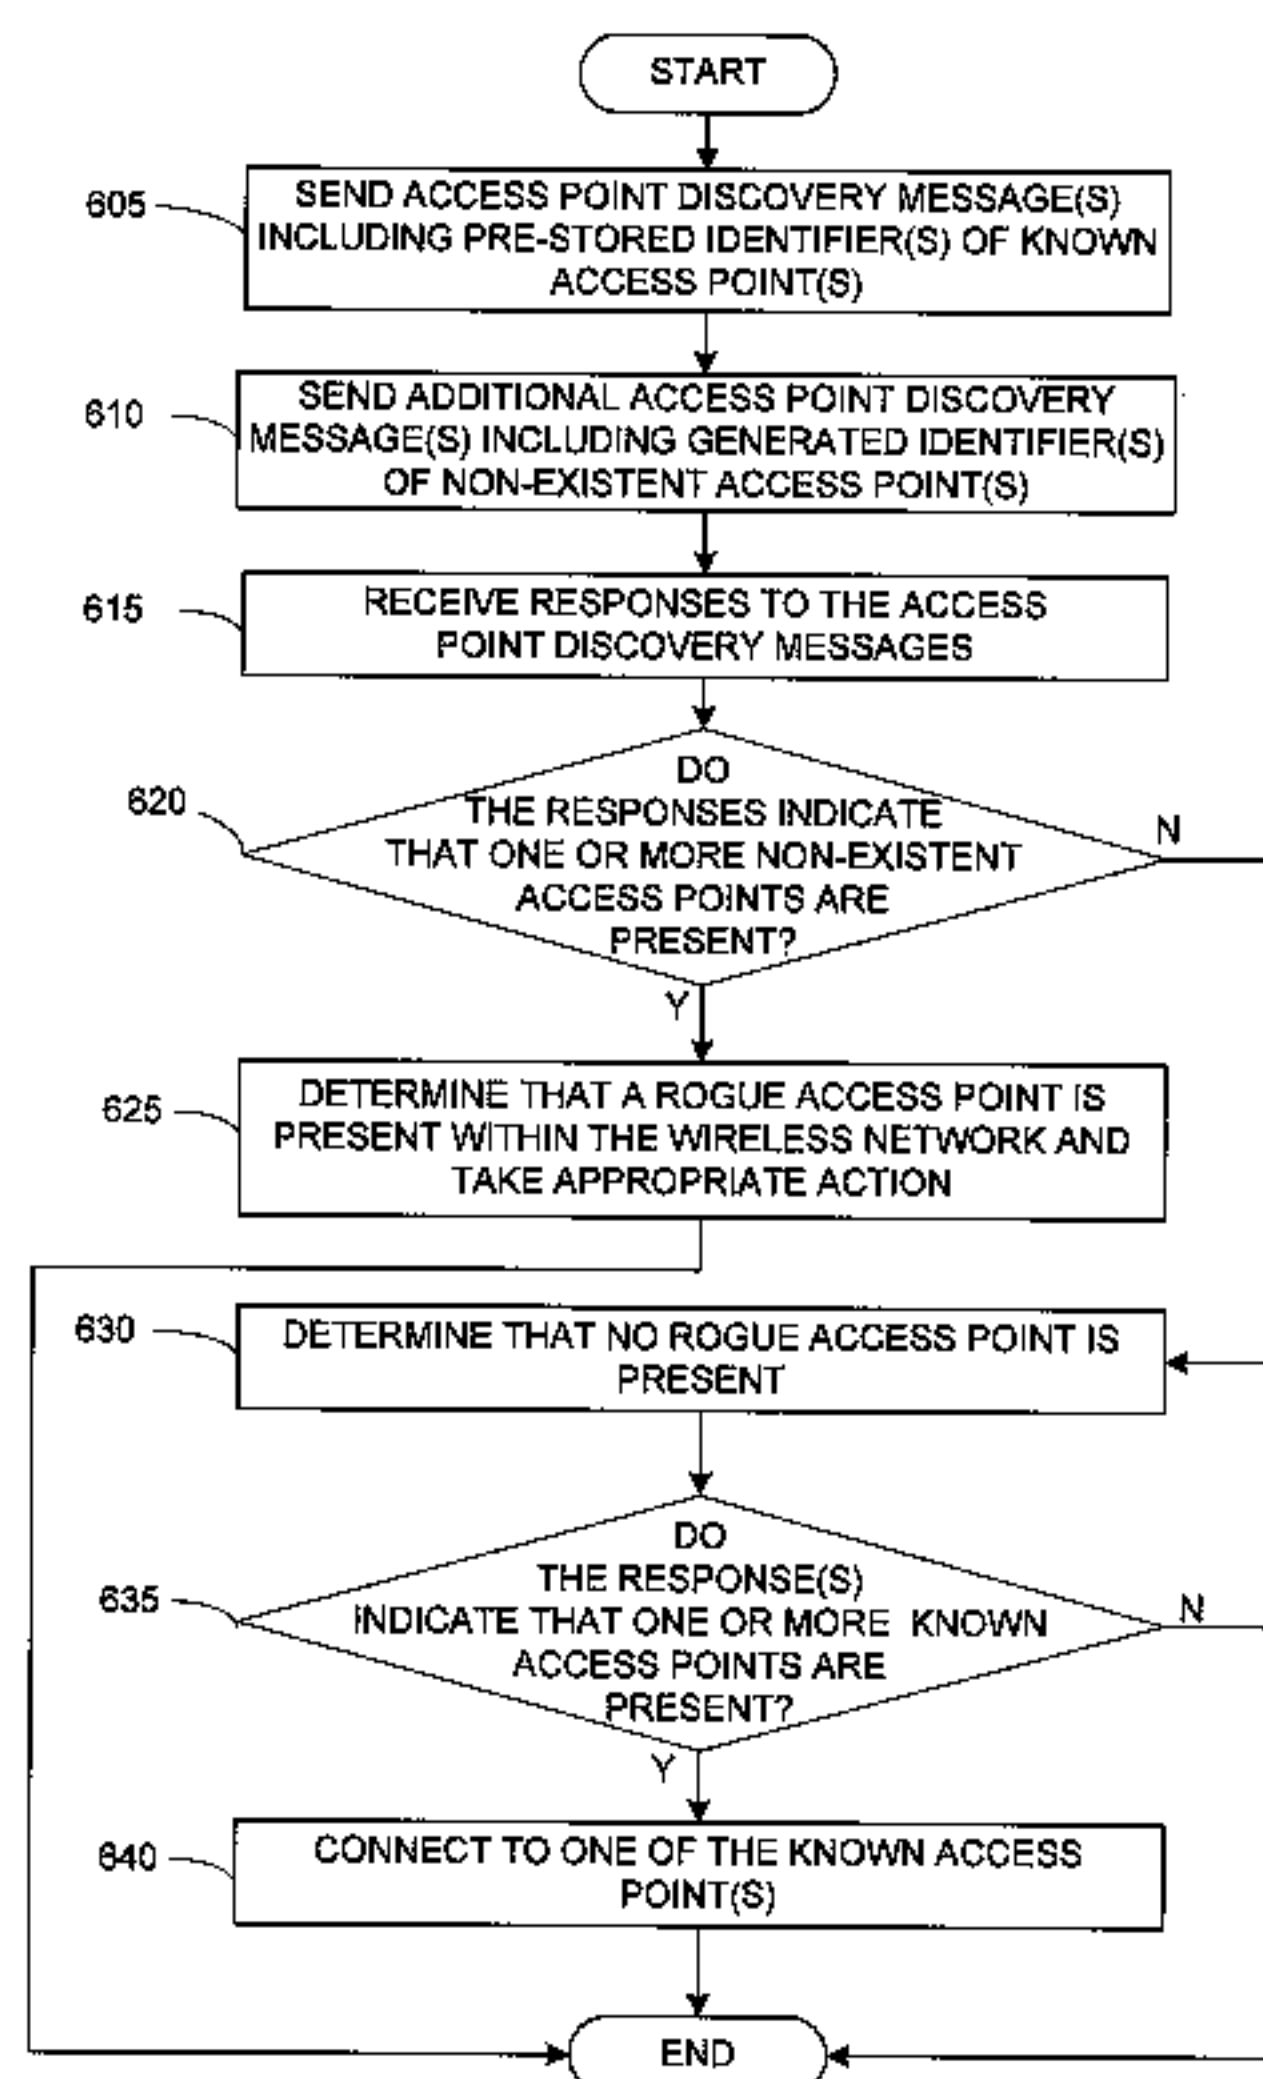 START
605
SEND ACCESS POINT DISCOVERY MESSAGE(S)
INCLUDING PRE-STORED IDENTIFIER(S) OF KNOWN
ACCESS POINT(S)
610
SEND ADDITIONAL ACCESS POINT DISCOVERY
MESSAGE(S) INCLUDING GENERATED IDENTIFIER(S)
OF NON-EXISTENT ACCESS POINT(S)
615
RECEIVE RESPONSES TO THE ACCESS
POINT DISCOVERY MESSAGES
620
DO
THE RESPONSES INDICATE
THAT ONE OR MORE NON-EXISTENT
ACCESS POINTS ARE
PRESENT?
N
Y
625
DETERMINE THAT A ROGUE ACCESS POINT IS
PRESENT WITHIN THE WIRELESS NETWORK AND
TAKE APPROPRIATE ACTION
630
DETERMINE THAT NO ROGUE ACCESS POINT IS
PRESENT
635
DO
THE RESPONSE(S)
INDICATE THAT ONE OR MORE KNOWN
ACCESS POINTS ARE
PRESENT?
N
Y
640
CONNECT TO ONE OF THE KNOWN ACCESS
POINT(S)
END